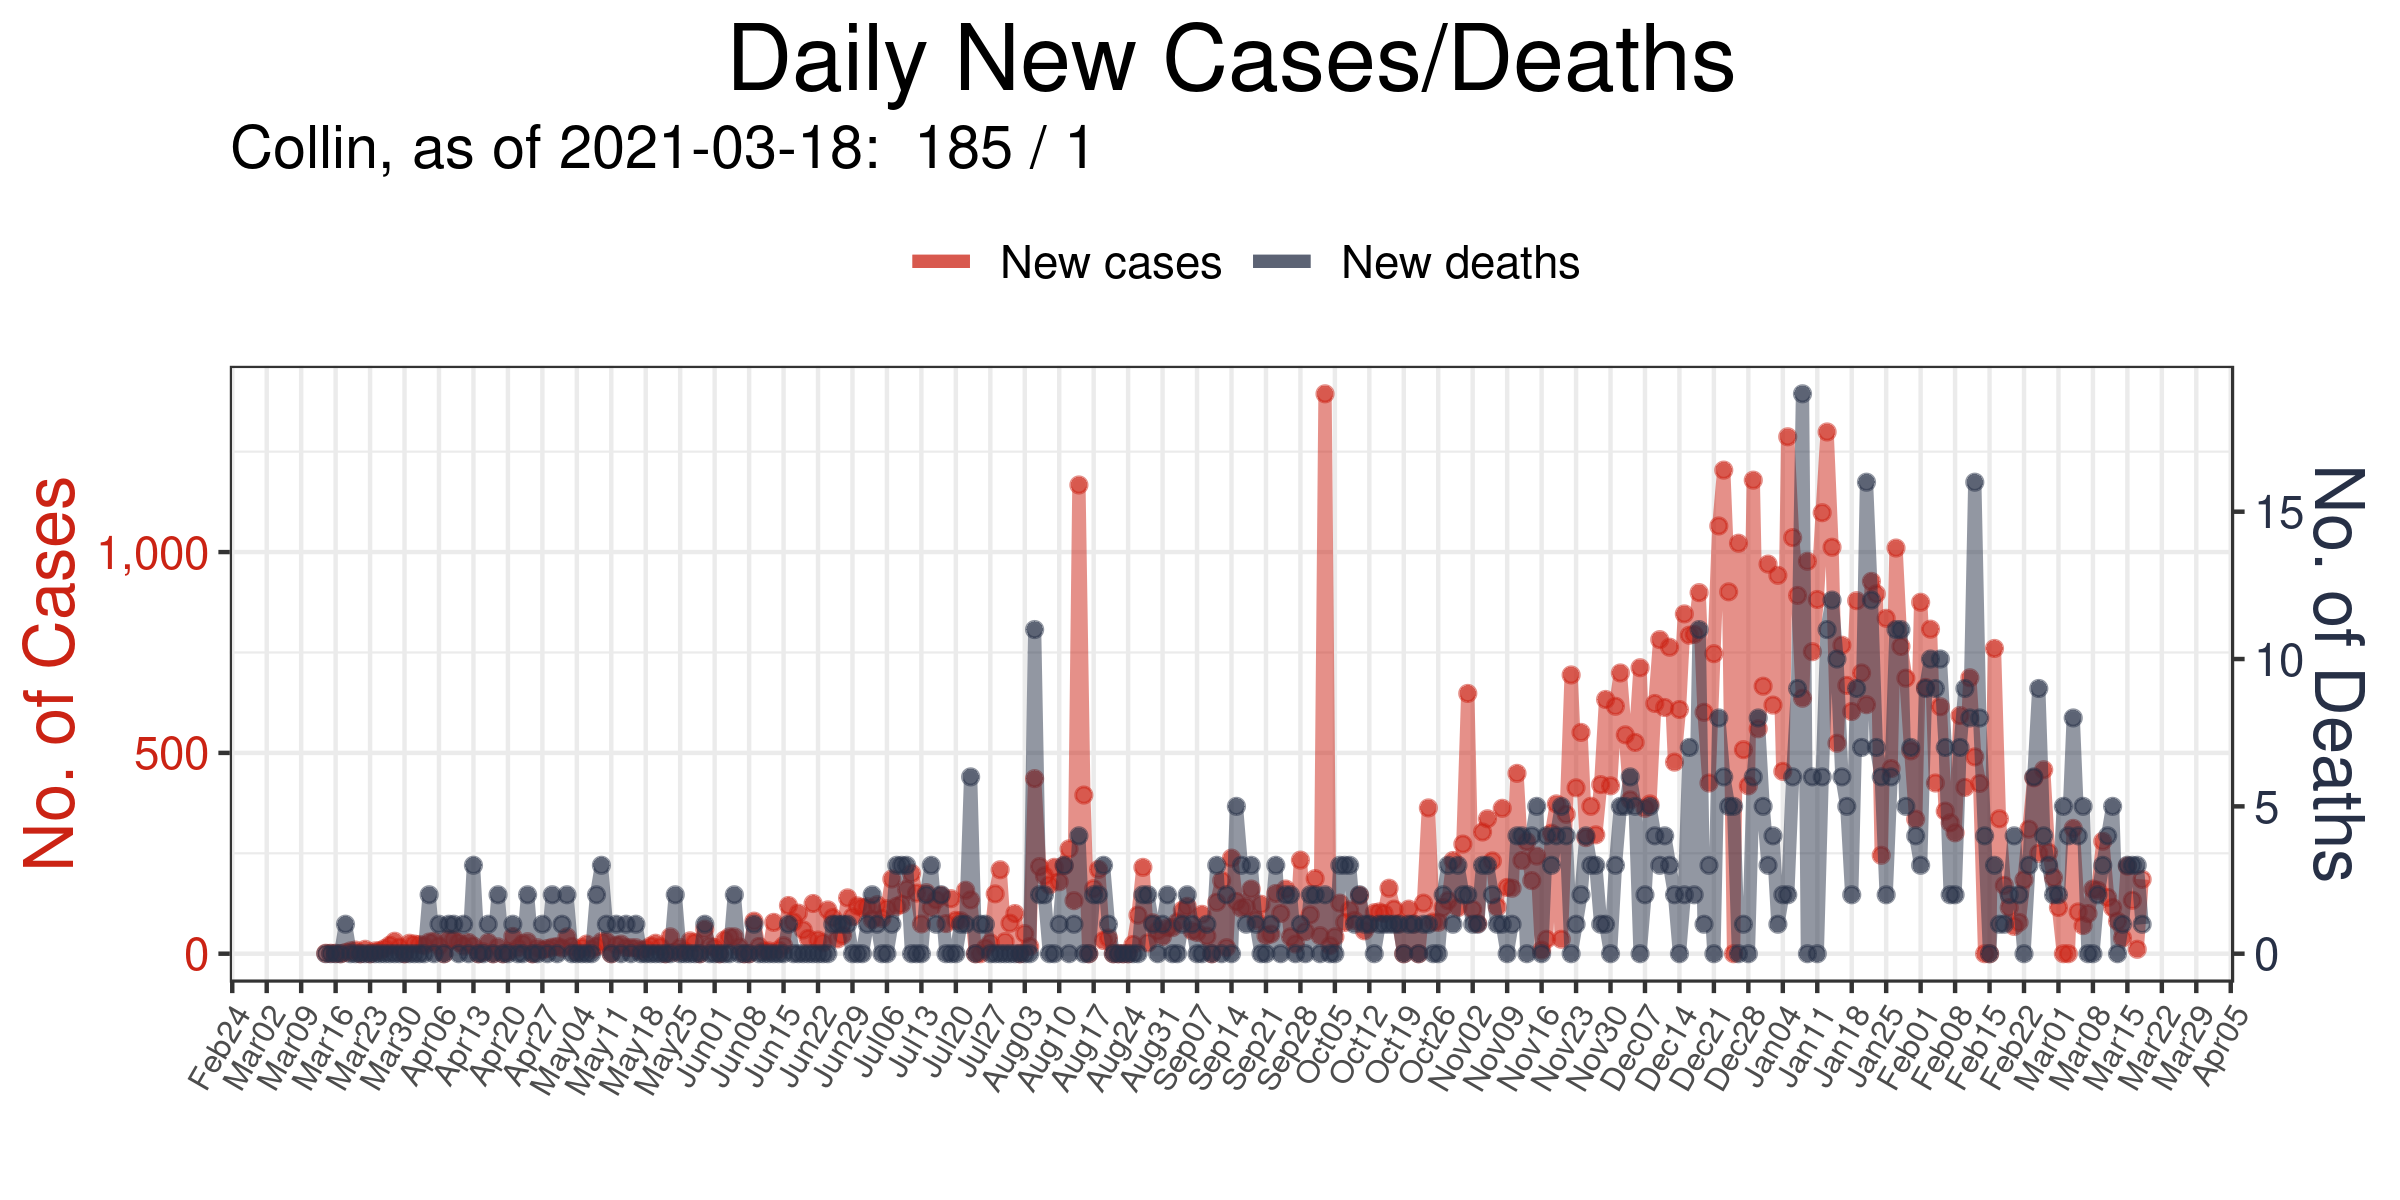 Daily New Cases/Deaths
Collin, as of 2021-03-18:  185 / 1
New cases
New deaths
No. of Cases
1,000
500
0
15
10
5
0
No. of Deaths
Feb24
Mar02
Mar09
Mar16
Mar23
Mar30
Apr06
Apr13
Apr20
Apr27
May04
May11
May18
May25
Jun01
Jun08
Jun15
Jun22
Jun29
Jul06
Jul13
Jul20
Jul27
Aug03
Aug10
Aug17
Aug24
Aug31
Sep07
Sep14
Sep21
Sep28
Oct05
Oct12
Oct19
Oct26
Nov02
Nov09
Nov16
Nov23
Nov30
Dec07
Dec14
Dec21
Dec28
Dec04
Jan11
Jan18
Jan25
Jan01
Feb08
Feb15
Feb22
Feb01
Mar08
Mar15
Mar22
Mar29
Apr05